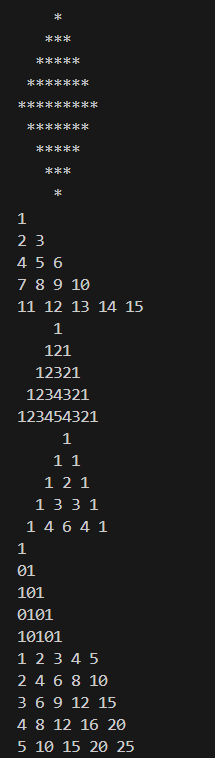 *
   ***
  *****
 *******
*********
 *******
  *****
   ***
    *
1
2 3
4 5 6
7 8 9 10
11 12 13 14 15
    1
   121
  12321
 1234321
123454321
     1
    1 1
   1 2 1
  1 3 3 1
 1 4 6 4 1
1
01
101
0101
10101
1 2 3 4 5
2 4 6 8 10
3 6 9 12 15
4 8 12 16 20
5 10 15 20 25